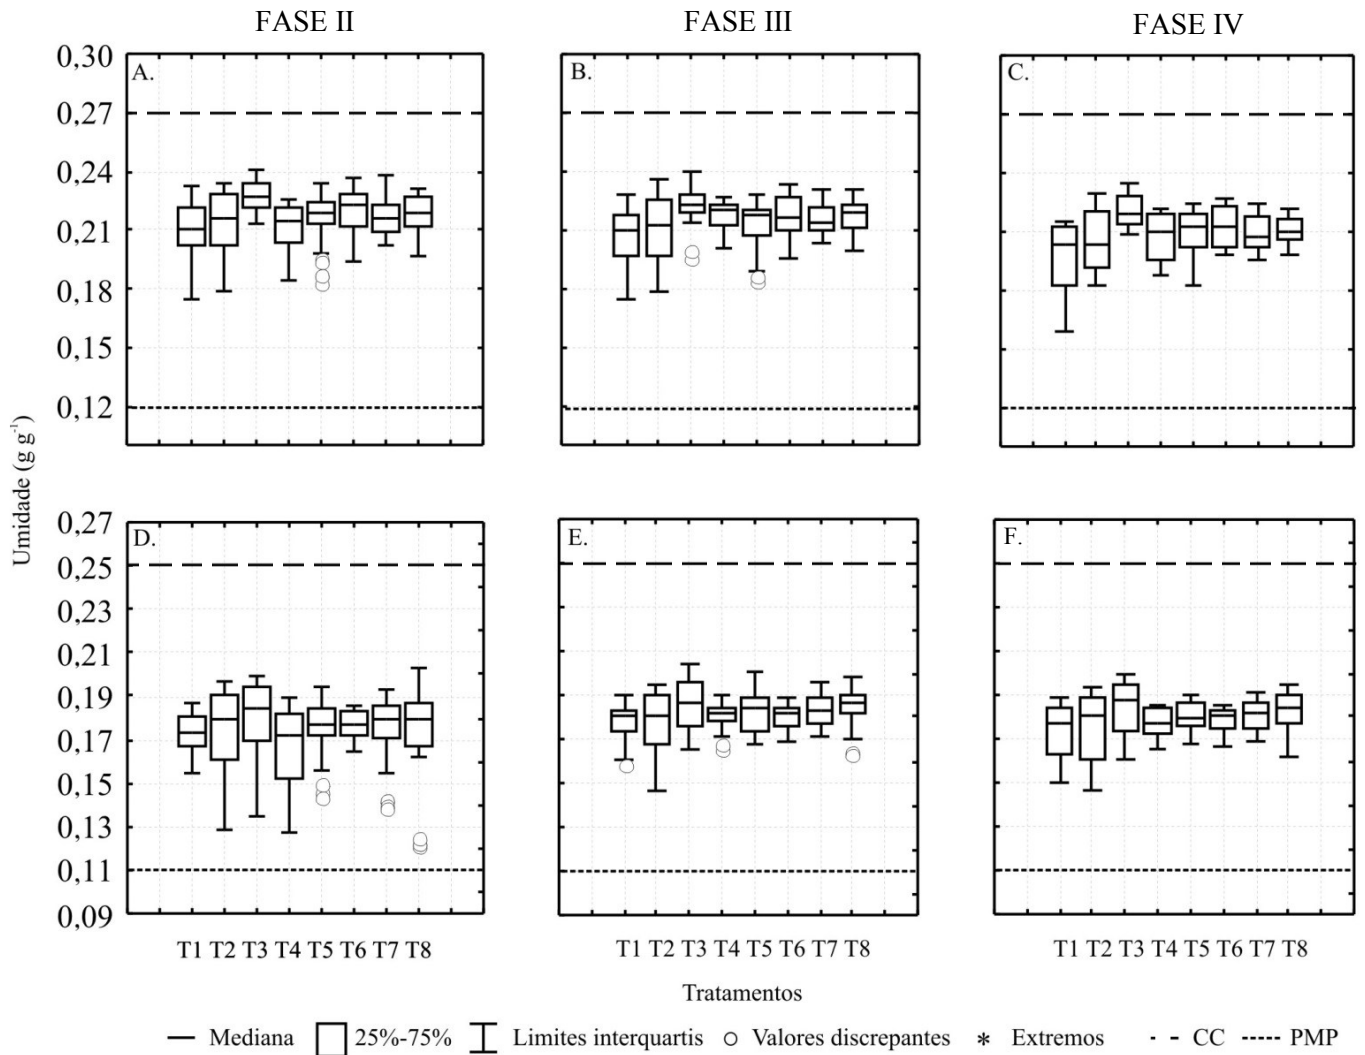 FASE II FASE III FASE IV
A. B. C.
0,30
0,27
0,24
0,21
0,18
0,15
0,12
Umidade (g g⁻¹)
D. E. F.
0,27
0,25
0,23
0,21
0,19
0,17
0,15
0,13
0,11
0,09
T1 T2 T3 T4 T5 T6 T7 T8 T1 T2 T3 T4 T5 T6 T7 T8 T1 T2 T3 T4 T5 T6 T7 T8
Tratamentos
Mediana 25%-75% Limites interquartis Valores discrepantes * Extremos CC PMP